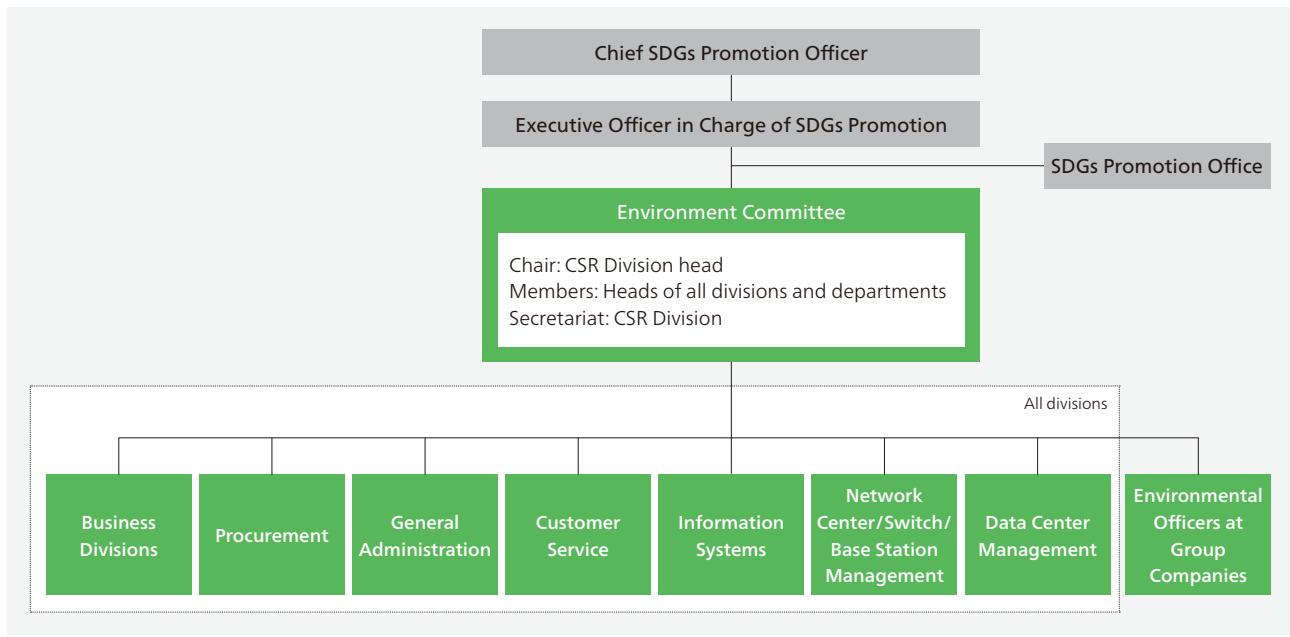 Chief SDGs Promotion Officer
Executive Officer in Charge of SDGs Promotion
SDGs Promotion Office
Environment Committee
Chair: CSR Division head
Members: Heads of all divisions and departments
Secretariat: CSR Division
All divisions
Business
Divisions
Procurement
General
Administration
Customer
Service
Information
Systems
Network
Center/Switch/
Base Station
Management
Data Center
Management
Environmental
Officers at
Group
Companies